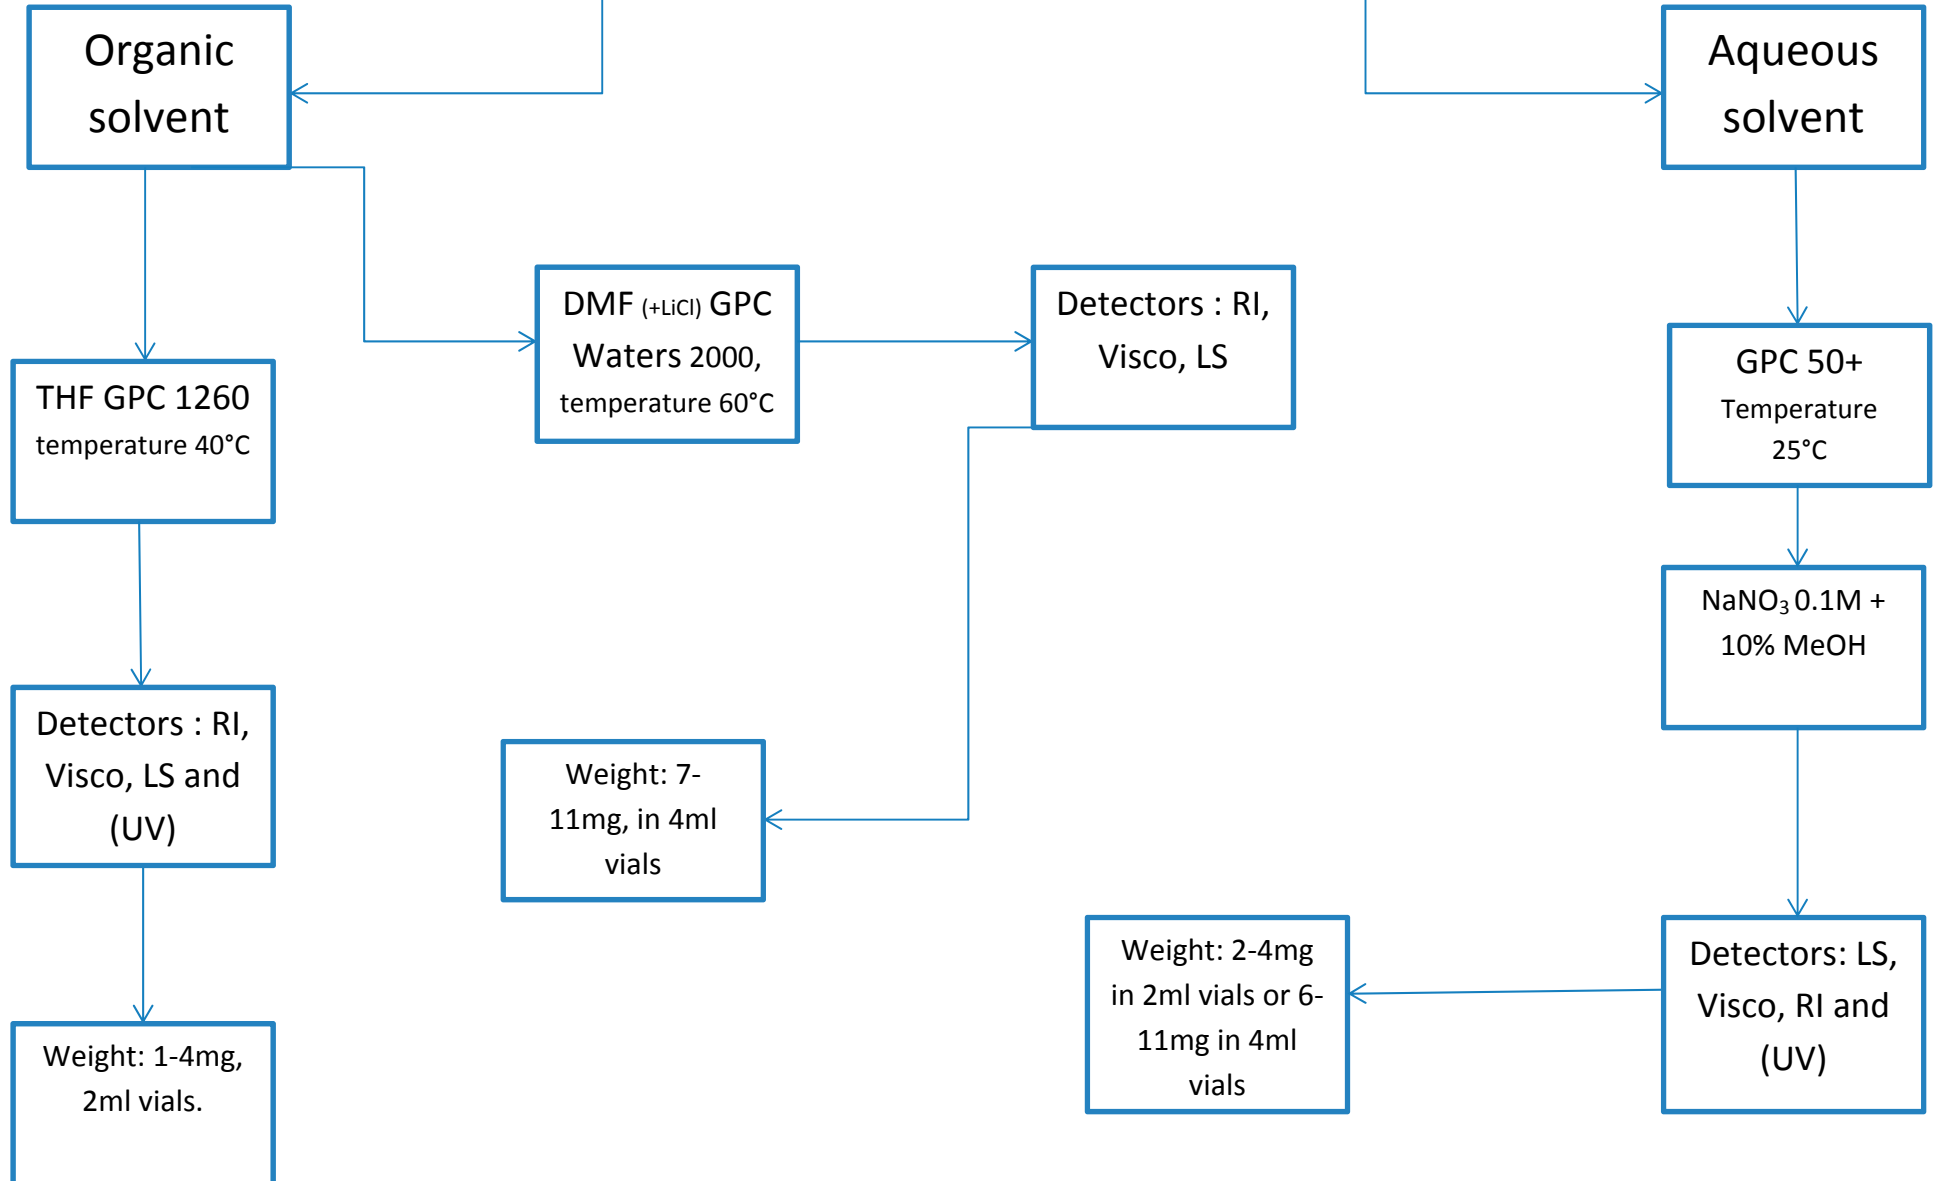 Organic
solvent
Aqueous
solvent
THF GPC 1260
temperature 40°C
DMF (+LiCl) GPC
Waters 2000,
temperature 60°C
Detectors : RI,
Visco, LS
GPC 50+
Temperature
25°C
NaNO₃ 0.1M +
10% MeOH
Detectors : RI,
Visco, LS and
(UV)
Weight: 7-
11mg, in 4ml
vials
Weight: 2-4mg
in 2ml vials or 6-
11mg in 4ml
vials
Detectors: LS,
Visco, RI and
(UV)
Weight: 1-4mg,
2ml vials.